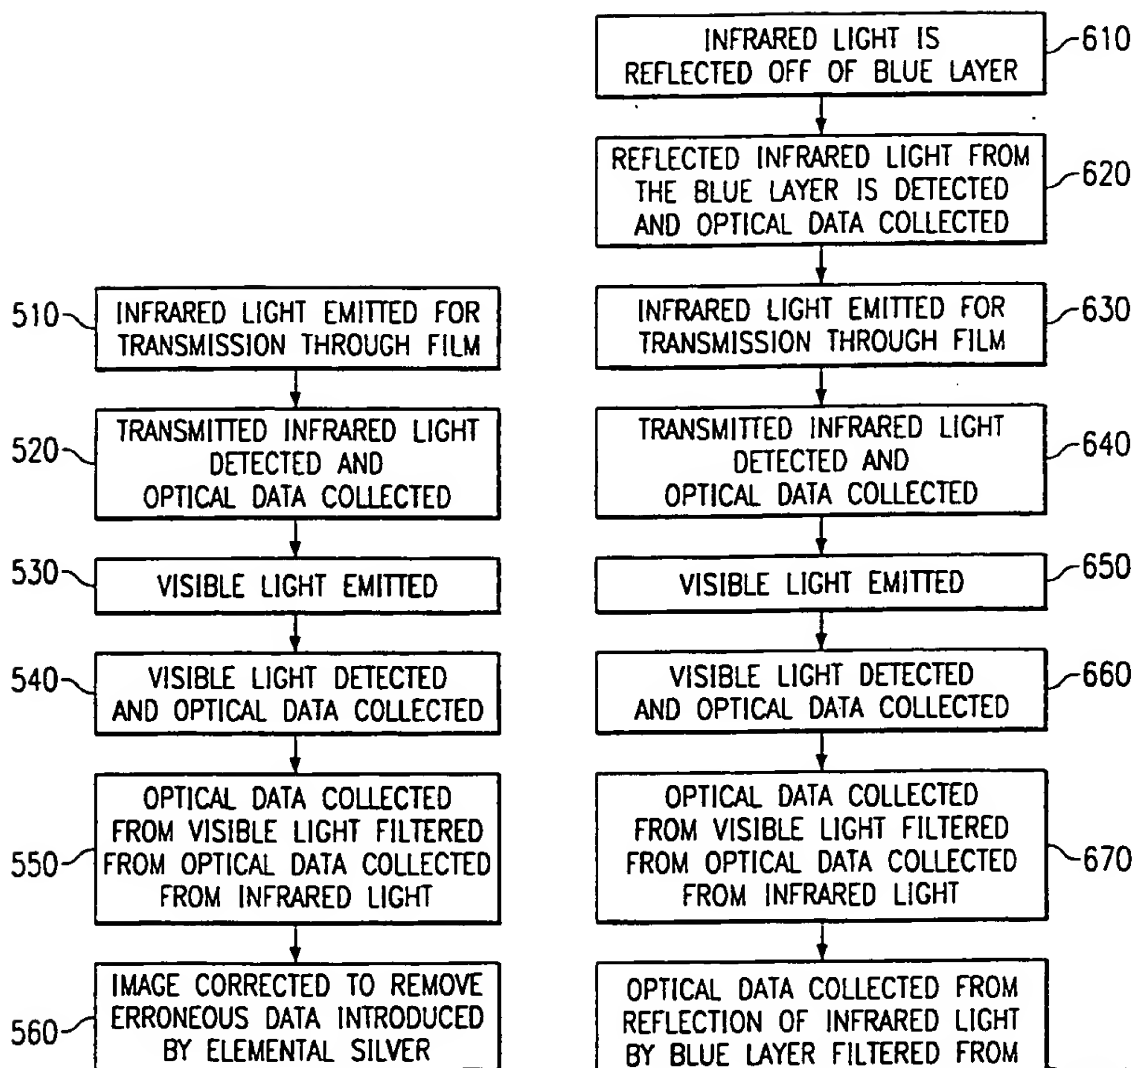 510
INFRARED LIGHT EMITTED FOR
TRANSMISSION THROUGH FILM
520
TRANSMITTED INFRARED LIGHT
DETECTED AND
OPTICAL DATA COLLECTED
530
VISIBLE LIGHT EMITTED
540
VISIBLE LIGHT DETECTED
AND OPTICAL DATA COLLECTED
550
OPTICAL DATA COLLECTED
FROM VISIBLE LIGHT FILTERED
FROM OPTICAL DATA COLLECTED
FROM INFRARED LIGHT
560
IMAGE CORRECTED TO REMOVE
ERRONEOUS DATA INTRODUCED
BY ELEMENTAL SILVER
INFRARED LIGHT IS
REFLECTED OFF OF BLUE LAYER
610
REFLECTED INFRARED LIGHT FROM
THE BLUE LAYER IS DETECTED
AND OPTICAL DATA COLLECTED
620
INFRARED LIGHT EMITTED FOR
TRANSMISSION THROUGH FILM
630
TRANSMITTED INFRARED LIGHT
DETECTED AND
OPTICAL DATA COLLECTED
640
VISIBLE LIGHT EMITTED
650
VISIBLE LIGHT DETECTED
AND OPTICAL DATA COLLECTED
660
OPTICAL DATA COLLECTED
FROM VISIBLE LIGHT FILTERED
FROM OPTICAL DATA COLLECTED
FROM INFRARED LIGHT
670
OPTICAL DATA COLLECTED FROM
REFLECTION OF INFRARED LIGHT
BY BLUE LAYER FILTERED FROM